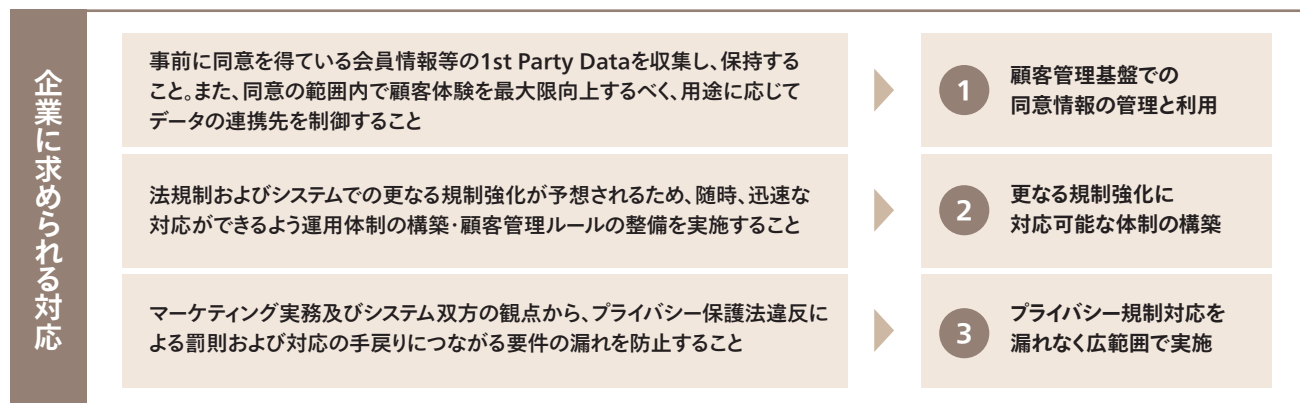 企業に求められる対応
事前に同意を得ている会員情報等の1st Party Dataを収集し、保持する
こと。また、同意の範囲内で顧客体験を最大限向上するべく、用途に応じて
データの連携先を制御すること
1
顧客管理基盤での
同意情報の管理と利用
法規制およびシステムでの更なる規制強化が予想されるため、随時、迅速な
対応ができるよう運用体制の構築・顧客管理ルールの整備を実施すること
2
更なる規制強化に
対応可能な体制の構築
マーケティング実務及びシステム双方の観点から、プライバシー保護法違反に
よる罰則および対応の手戻りにつながる要件の漏れを防止すること
3
プライバシー規制対応を
漏れなく広範囲で実施